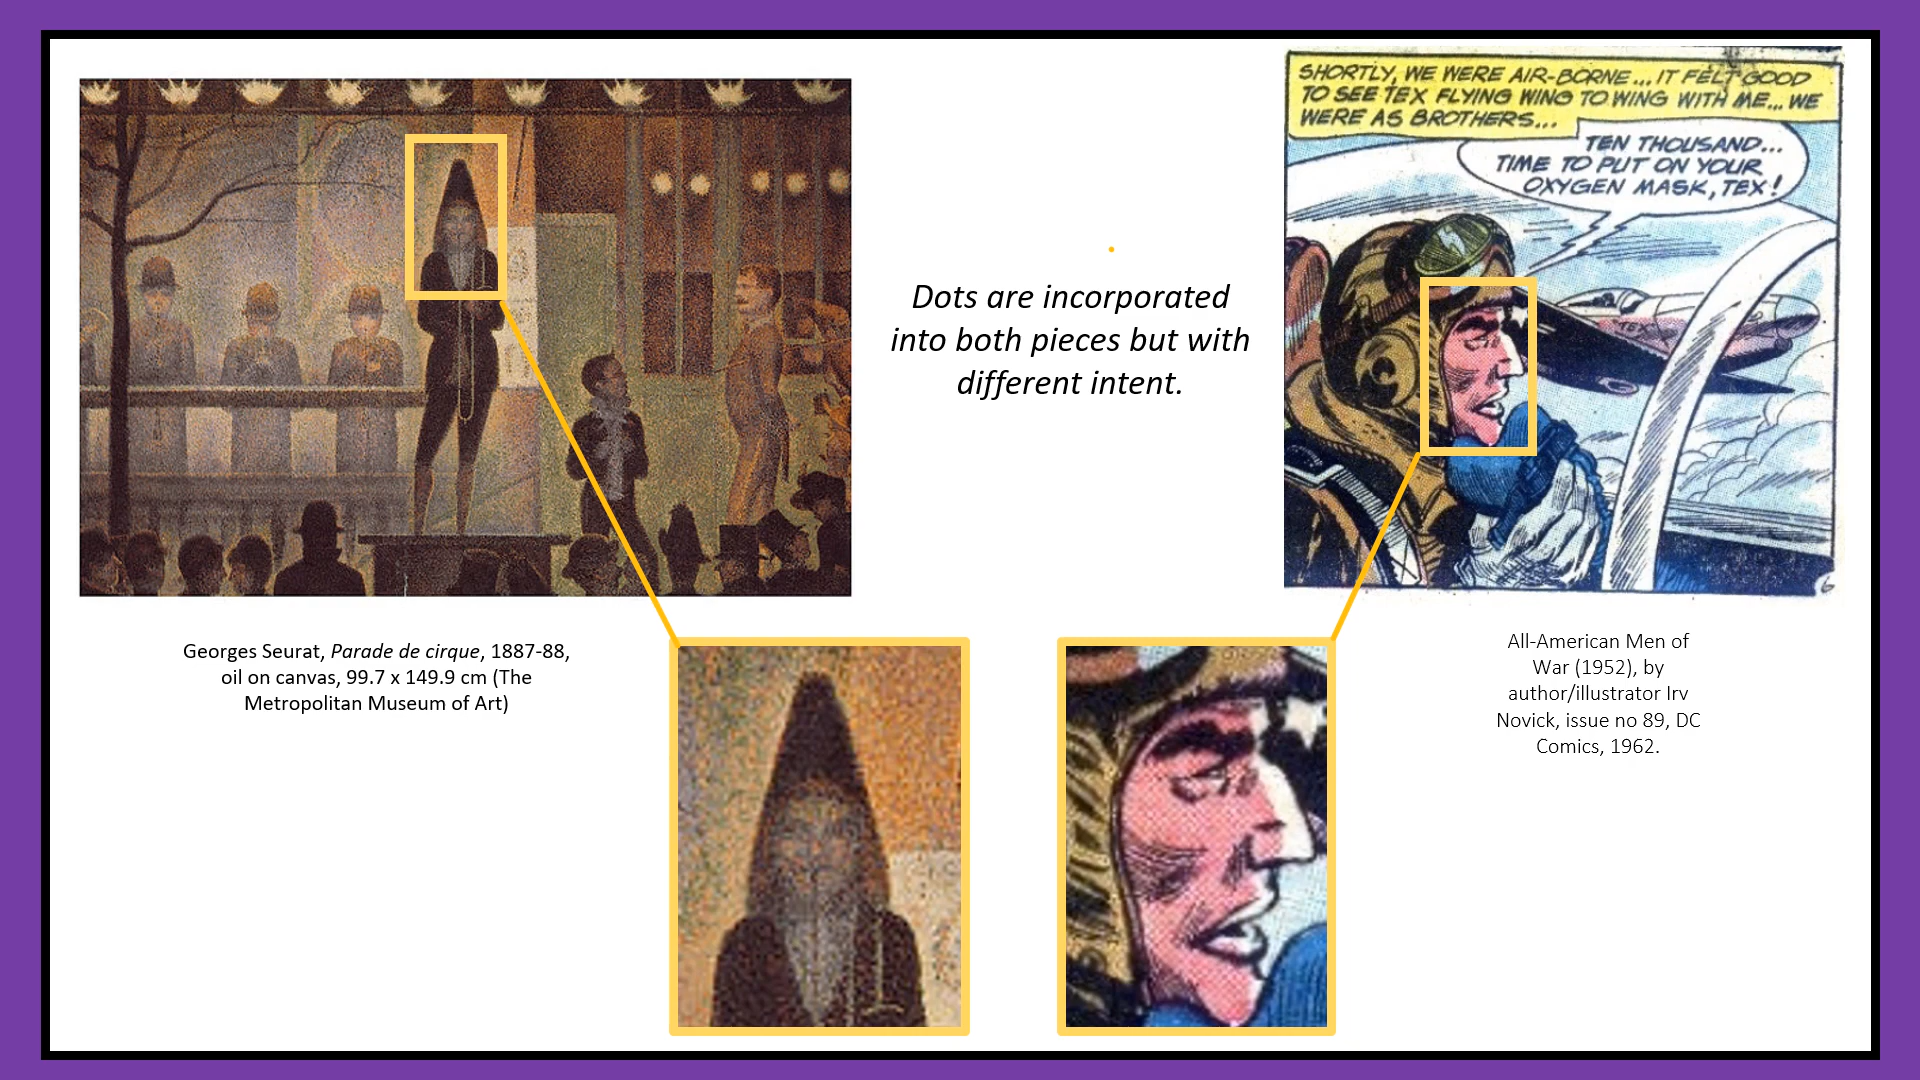 SHORTLY, WE WERE AIR-BORNE... IT FELT GOOD
TO SEE TEX FLYING WING TO WING WITH ME... WE
WERE AS BROTHERS...
TEN THOUSAND...
TIME TO PUT ON YOUR
OXYGEN MASK, TEX!
TEX
6
Dots are incorporated
into both pieces but with
different intent.
Georges Seurat, Parade de cirque, 1887-88,
oil on canvas, 99.7 x 149.9 cm (The
Metropolitan Museum of Art)
All-American Men of
War (1952), by
author/illustrator Irv
Novick, issue no 89, DC
Comics, 1962.